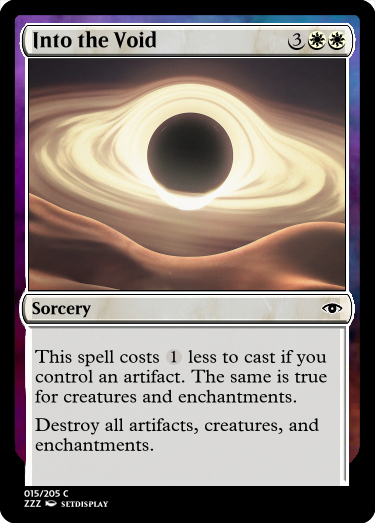 Into the Void 3
Sorcery
This spell costs 1 less to cast if you
control an artifact. The same is true
for creatures and enchantments.
Destroy all artifacts, creatures, and
enchantments.
015/205 C
ZZZ SETDISPLAY